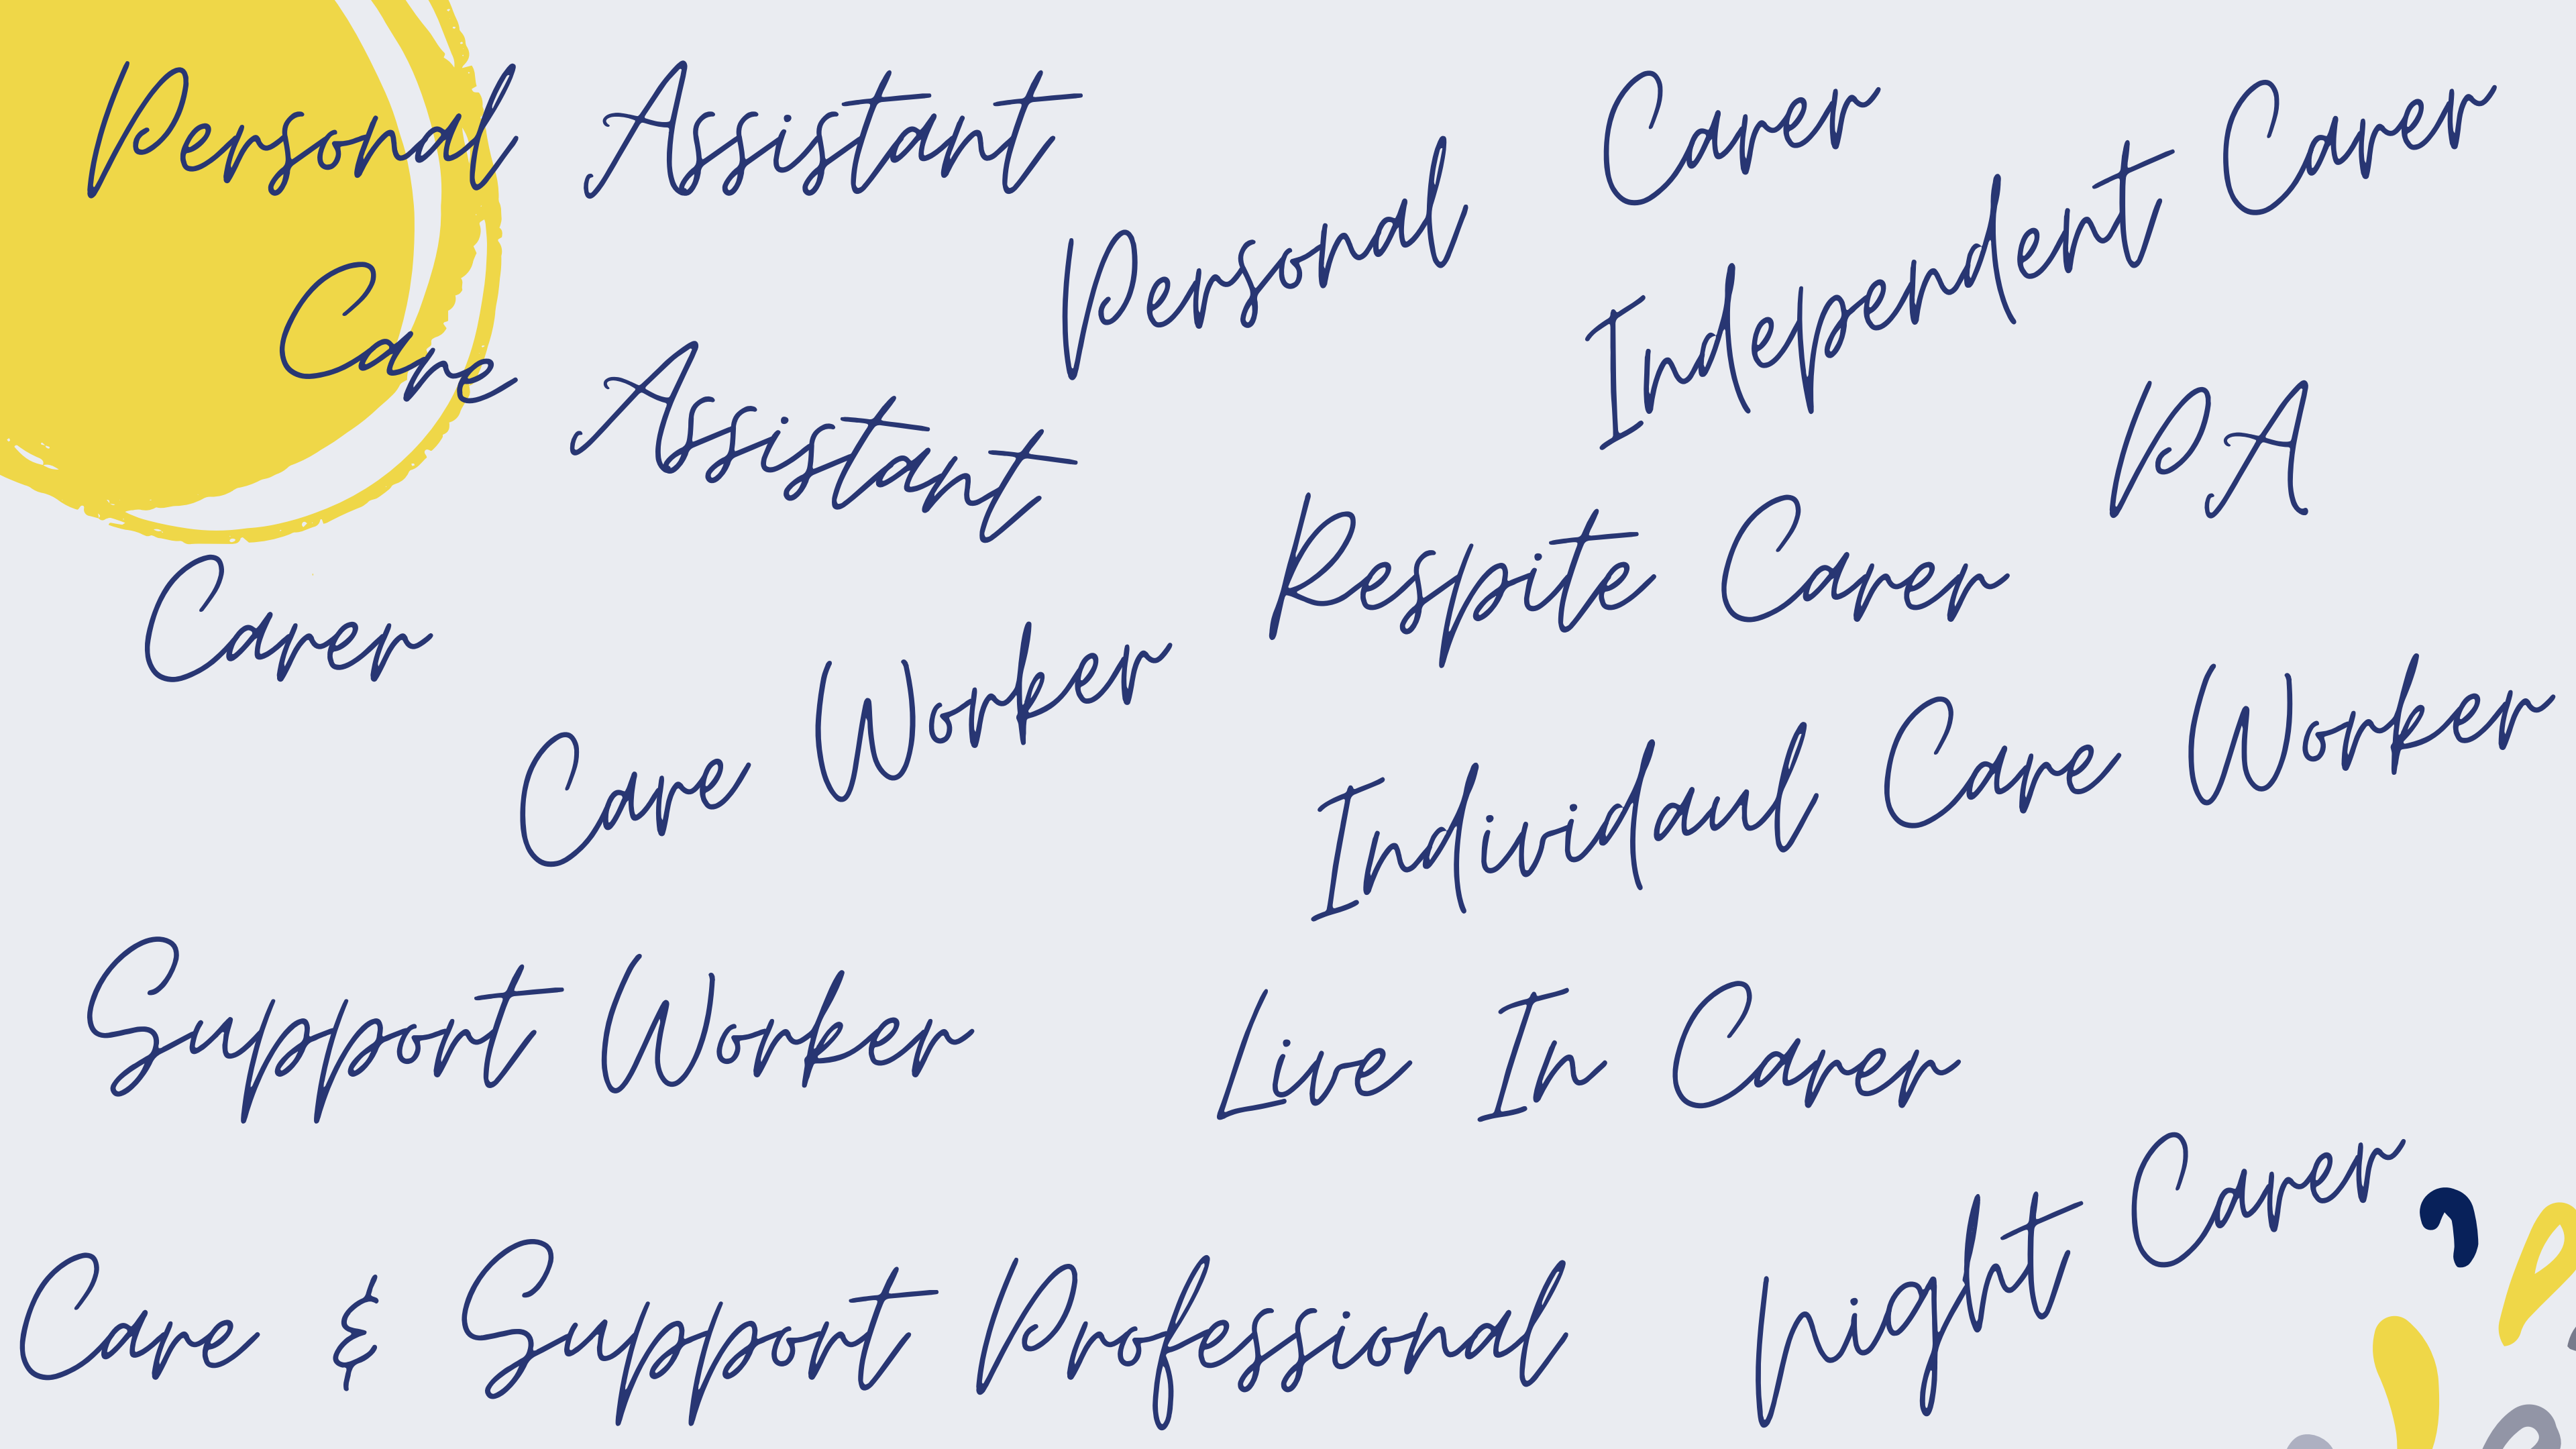 Personal Assistant
Personal Carer
Independent Carer
Care Assistant
PA
Respite Carer
Carer
Care Worker
Individaul Care Worker
Support Worker
Live In Carer
Care & Support Professional
Night Carer